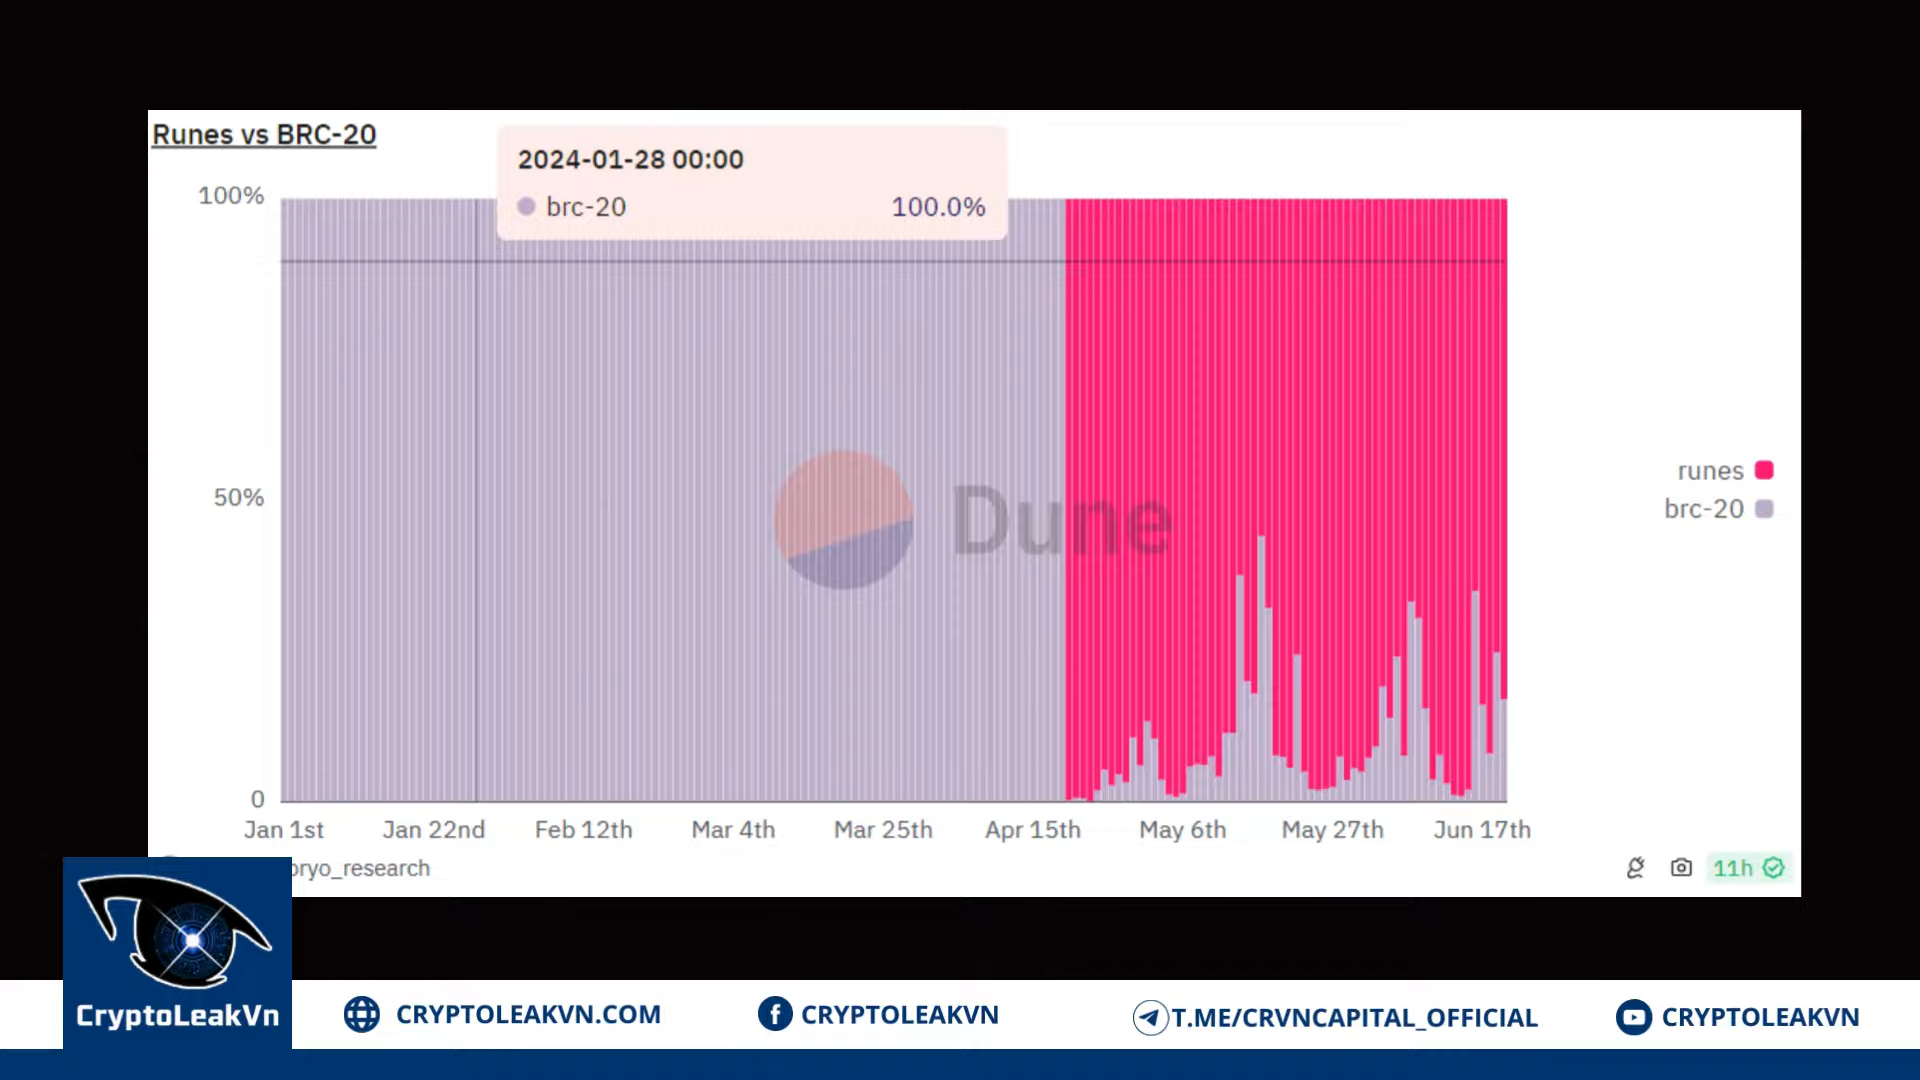 Runes vs BRC-20
2024-01-28 00:00
brc-20 100.0%
100%
50%
0
Dune
runes
brc-20
Jan 1st Jan 22nd Feb 12th Mar 4th Mar 25th Apr 15th May 6th May 27th Jun 17th
oryo_research
11h
CryptoLeakVn
CRYPTOLEAKVN.COM
CRYPTOLEAKVN
T.ME/CRVNCAPITAL_OFFICIAL
CRYPTOLEAKVN